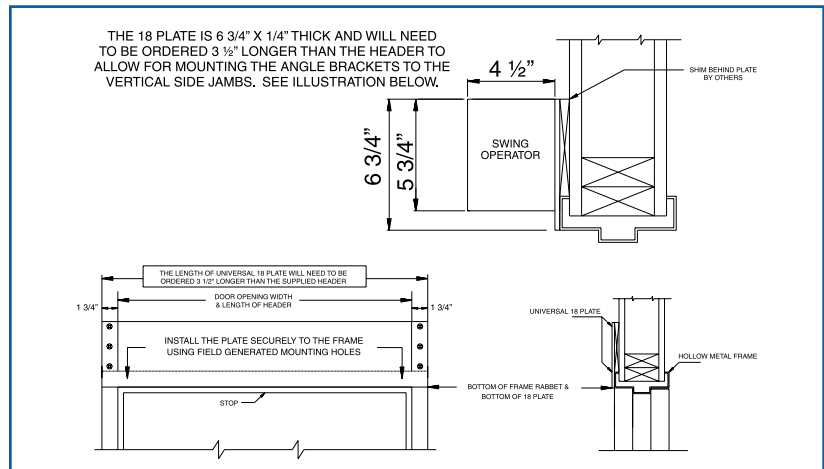 THE 18 PLATE IS 6 3/4” X 1/4” THICK AND WILL NEED
TO BE ORDERED 3 ½” LONGER THAN THE HEADER TO
ALLOW FOR MOUNTING THE ANGLE BRACKETS TO THE
VERTICAL SIDE JAMBS. SEE ILLUSTRATION BELOW.
4 ½”
SHIM BEHIND PLATE
BY OTHERS
6 3/4”
5 3/4”
SWING
OPERATOR
THE LENGTH OF UNIVERSAL 18 PLATE WILL NEED TO BE
ORDERED 3 1/2” LONGER THAN THE SUPPLIED HEADER
1 3/4”
DOOR OPENING WIDTH
& LENGTH OF HEADER
1 3/4”
INSTALL THE PLATE SECURELY TO THE FRAME
USING FIELD GENERATED MOUNTING HOLES
STOP
UNIVERSAL 18 PLATE
HOLLOW METAL FRAME
BOTTOM OF FRAME RABBET &
BOTTOM OF 18 PLATE